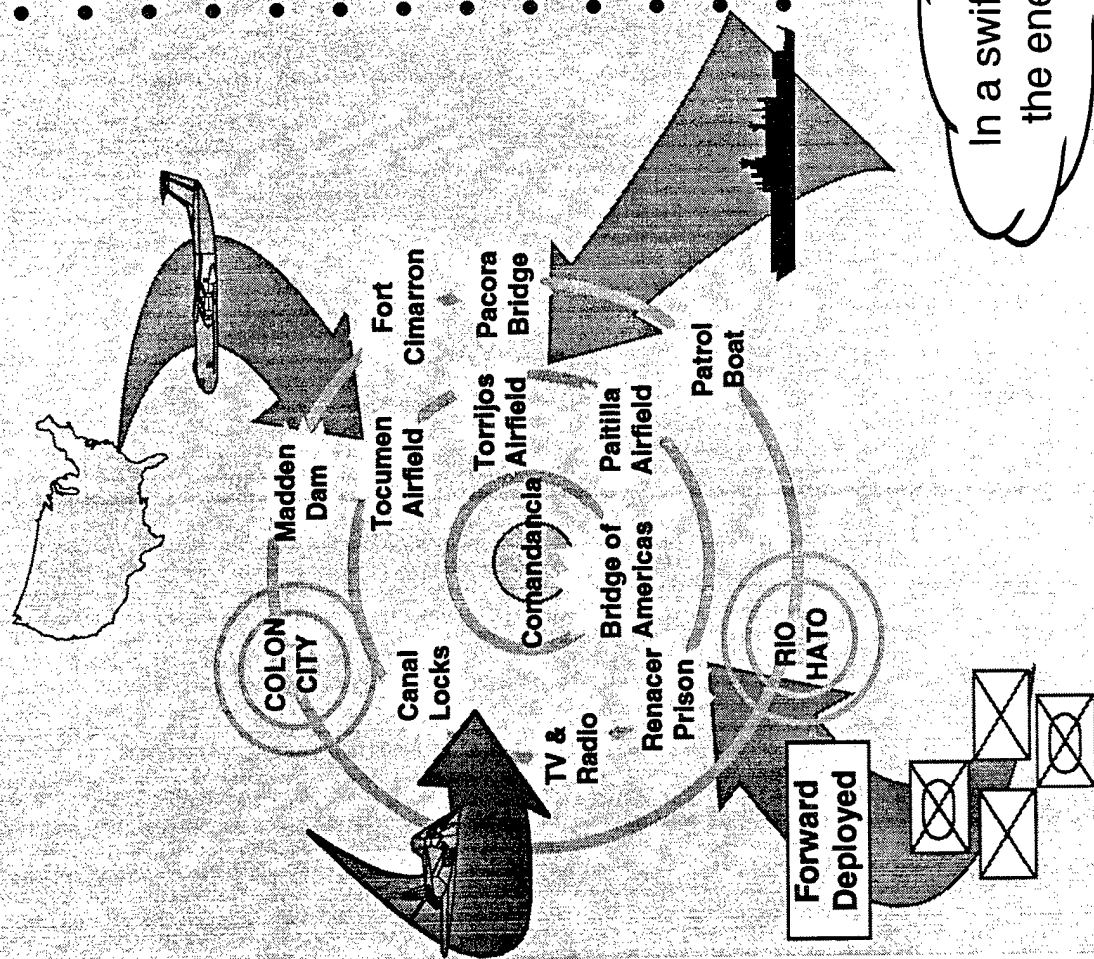 COLON
CITY
Madden
Dam
Fort
Cimarron
Canal
Locks
Tocumen
Airfield
Pacora
Bridge
Torrijos
Airfield
Comandancia
TV &
Radio
Bridge of
Americas
Paitilla
Airfield
Renacer
Prison
Patrol
Boat
RIO
HATO
Forward
Deployed
In a swif
the ene